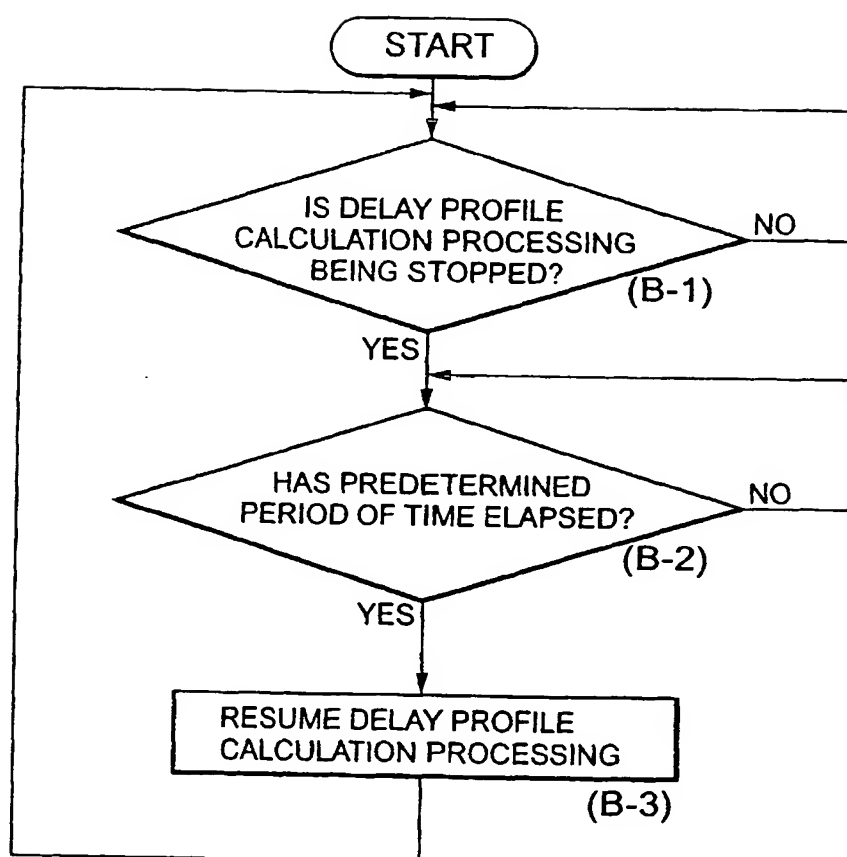 START
IS DELAY PROFILE
CALCULATION PROCESSING
BEING STOPPED?
NO
(B-1)
YES
HAS PREDETERMINED
PERIOD OF TIME ELAPSED?
NO
(B-2)
YES
RESUME DELAY PROFILE
CALCULATION PROCESSING
(B-3)